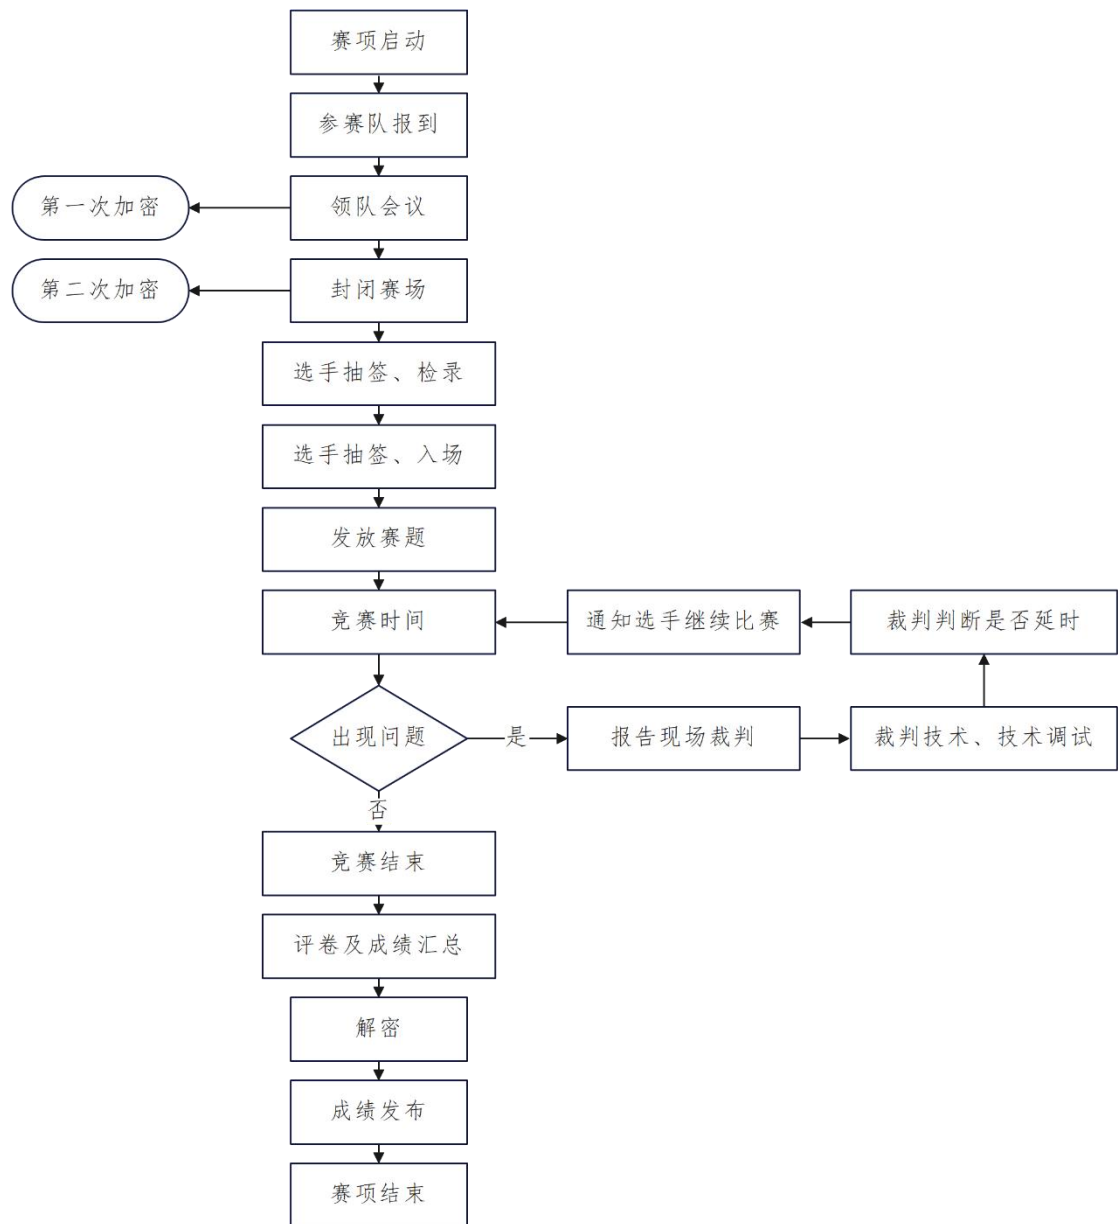 赛项启动
参赛队报到
第一次加密
领队会议
第二次加密
封闭赛场
选手抽签、检录
选手抽签、入场
发放赛题
竞赛时间
通知选手继续比赛
裁判判断是否延时
出现问题
是
报告现场裁判
裁判技术、技术调试
否
竞赛结束
评卷及成绩汇总
解密
成绩发布
赛项结束